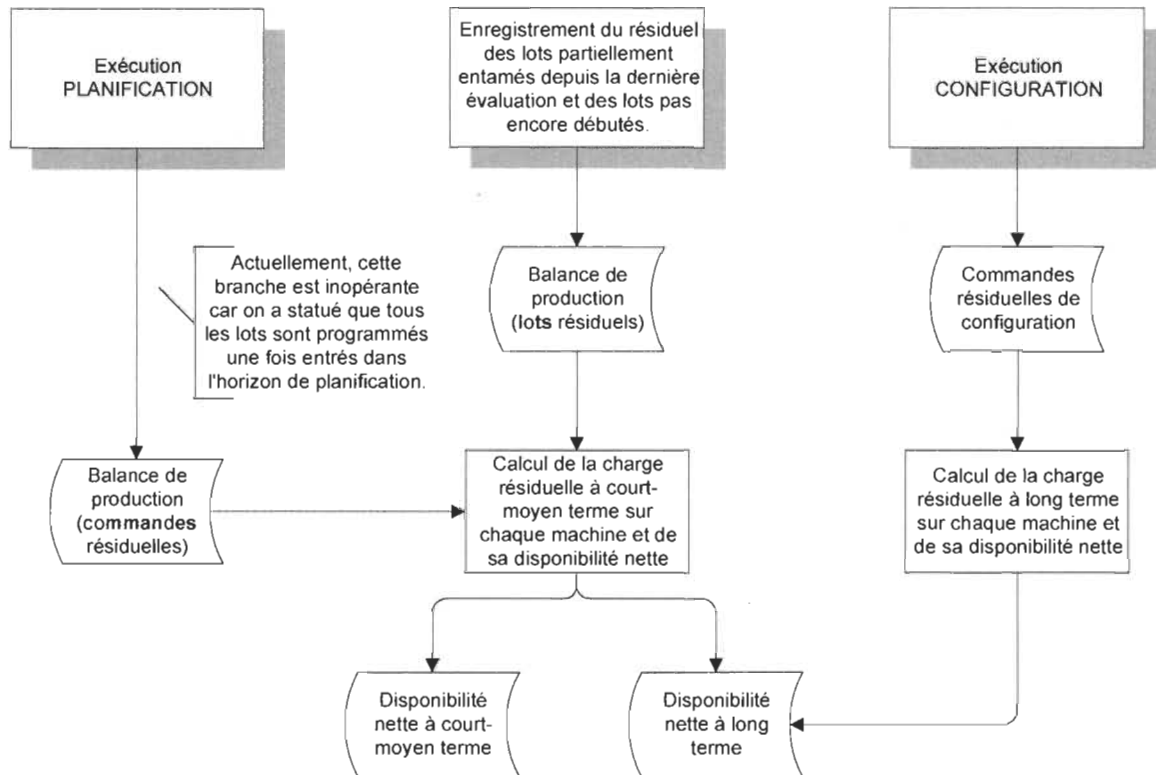 Exécution
PLANIFICATION
Enregistrement du résiduel
des lots partiellement
entamés depuis la dernière
évaluation et des lots pas
encore débutés.
Exécution
CONFIGURATION
Actuellement, cette
branche est inopérante
car on a statué que tous
les lots sont programmés
une fois entrés dans
l'horizon de planification.
Balance de
production
(lots résiduels)
Commandes
résiduelles de
configuration
Balance de
production
(commandes
résiduelles)
Calcul de la charge
résiduelle à court-
moyen terme sur
chaque machine et de
sa disponibilité nette
Calcul de la charge
résiduelle à long terme
sur chaque machine et
de sa disponibilité nette
Disponibilité
nette à court-
moyen terme
Disponibilité
nette à long
terme